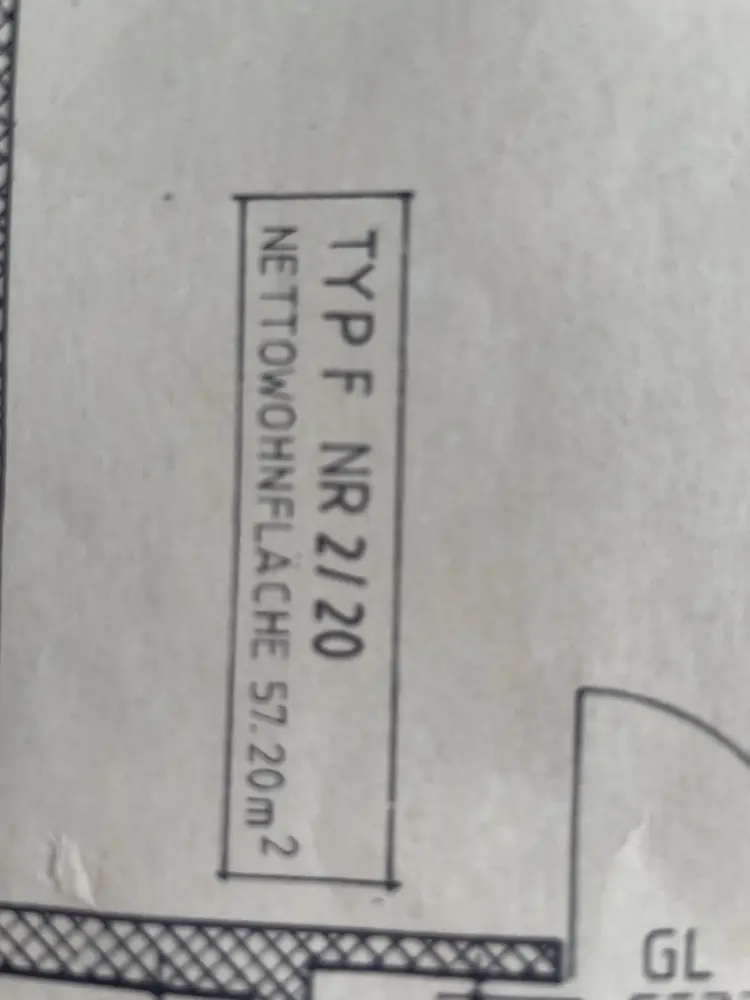 TYP F NR 2/20
NETTOWOHNFLÄCHE 57.20m²
GL